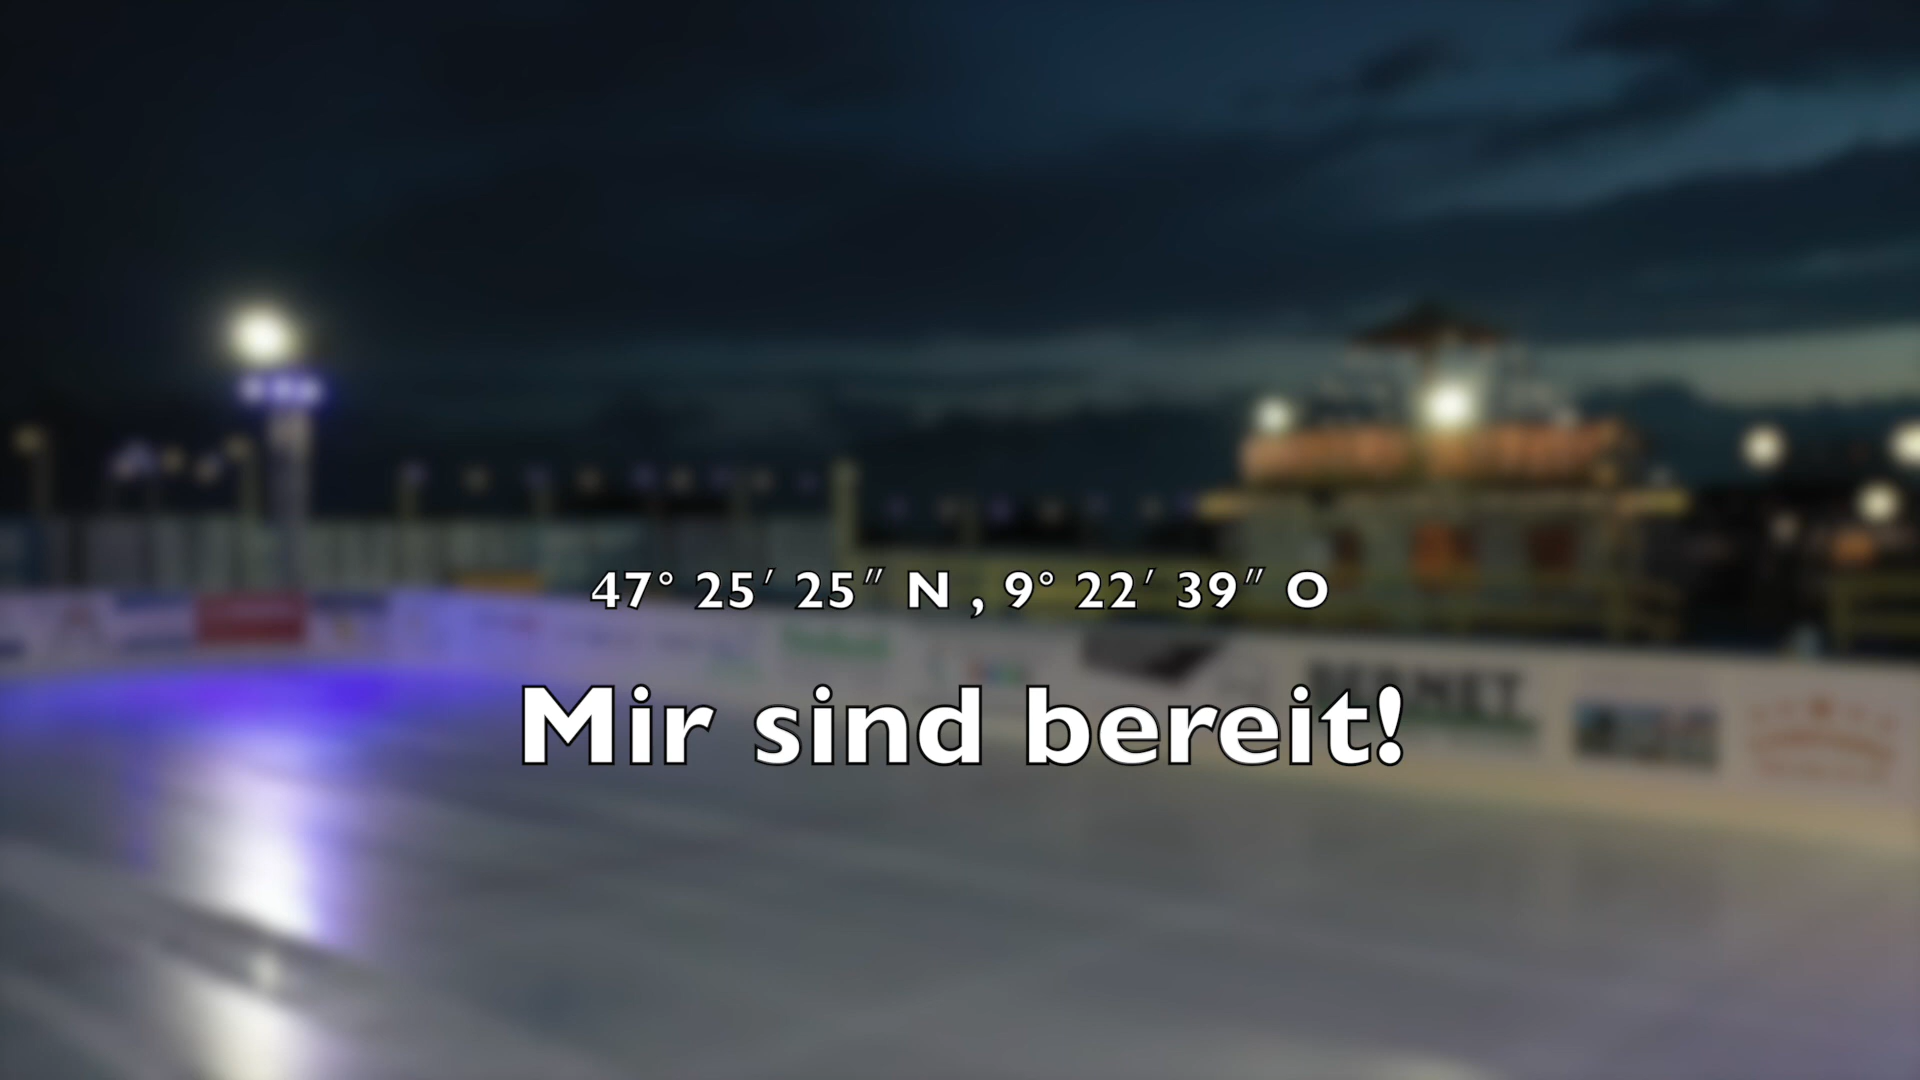 47° 25′ 25″ N , 9° 22′ 39″ O
Mir sind bereit!